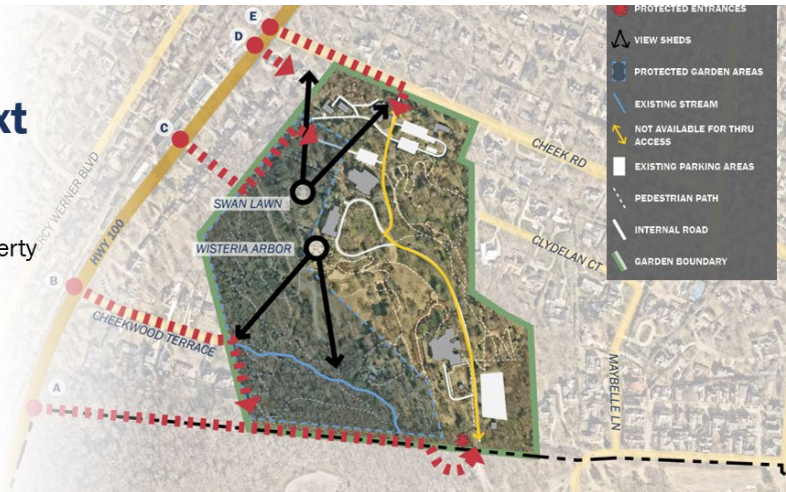 xt
erty
E
D
C
B
A
RCY WERNER BLVD
HWY 100
SWAN LAWN
WISTERIA ARBOR
CHEEKWOOD TERRACE
CHEEK RD
CLYDELAN CT
MAYBELLE LN
PROTECTED ENTRANCES
VIEW SHEDS
PROTECTED GARDEN AREAS
EXISTING STREAM
NOT AVAILABLE FOR THRU
ACCESS
EXISTING PARKING AREAS
PEDESTRIAN PATH
INTERNAL ROAD
GARDEN BOUNDARY